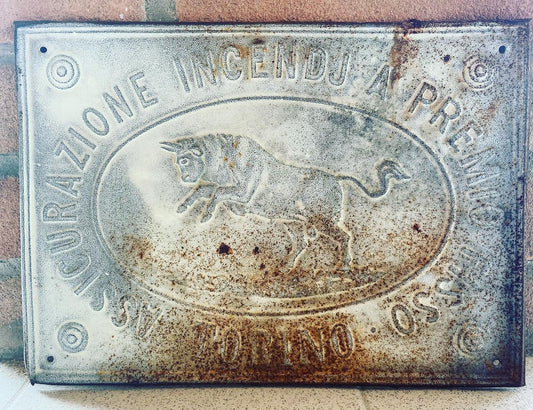 ASSICURAZIONE INCENDJ A PREMIO FISSO
· TORINO ·